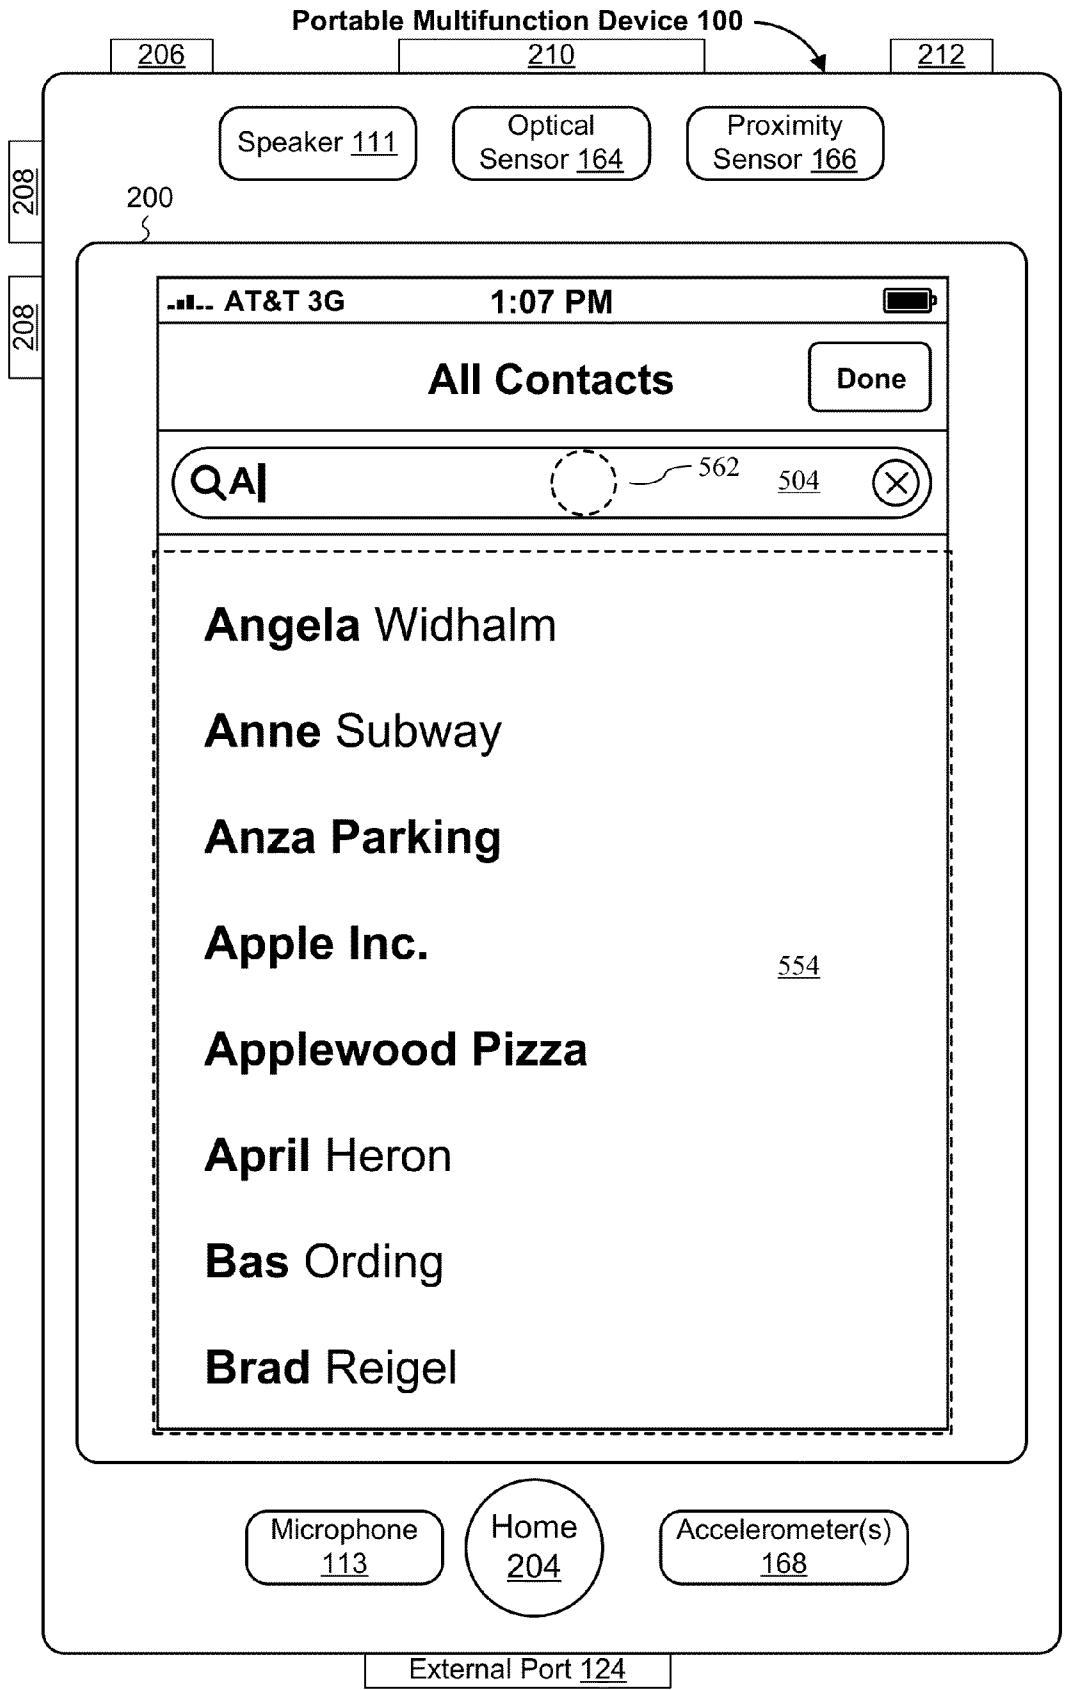 Portable Multifunction Device 100
206
210
212
Speaker 111
Optical
Sensor 164
Proximity
Sensor 166
208
200
208
AT&T 3G 1:07 PM
All Contacts
Done
A
562
504
Angela Widhalm
Anne Subway
Anza Parking
Apple Inc.
554
Applewood Pizza
April Heron
Bas Ording
Brad Reigel
Microphone
113
Home
204
Accelerometer(s)
168
External Port 124